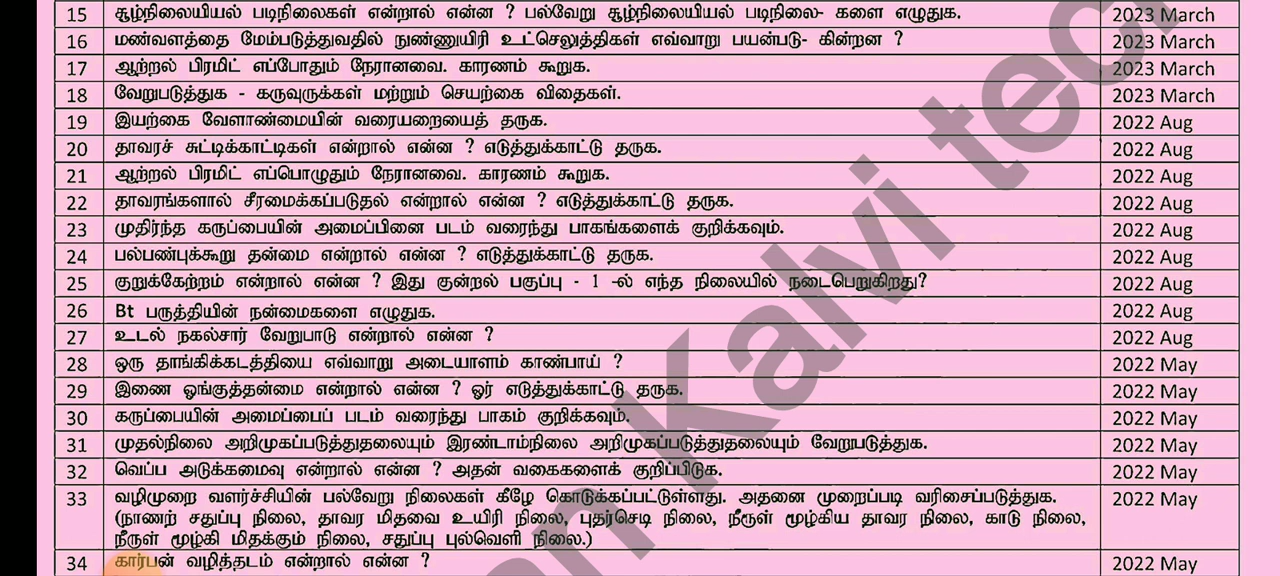 15 சூழ்நிலையியல் படிநிலைகள் என்றால் என்ன ? பல்வேறு சூழ்நிலையியல் படிநிலை- களை எழுதுக. 2023 March
16 மண்வளத்தை மேம்படுத்துவதில் நுண்ணுயிரி உட்செலுத்திகள் எவ்வாறு பயன்படு- கின்றன ? 2023 March
17 ஆற்றல் பிரமிட் எப்போதும் நேரானவை. காரணம் கூறுக. 2023 March
18 வேறுபடுத்துக - கருவுருக்கள் மற்றும் செயற்கை விதைகள். 2023 March
19 இயற்கை வேளாண்மையின் வரையறையைத் தருக. 2022 Aug
20 தாவரச் சுட்டிக்காட்டிகள் என்றால் என்ன ? எடுத்துக்காட்டு தருக. 2022 Aug
21 ஆற்றல் பிரமிட் எப்பொழுதும் நேரானவை. காரணம் கூறுக. 2022 Aug
22 தாவரங்களால் சீரமைக்கப்படுதல் என்றால் என்ன ? எடுத்துக்காட்டு தருக. 2022 Aug
23 முதிர்ந்த கருப்பையின் அமைப்பினை படம் வரைந்து பாகங்களைக் குறிக்கவும். 2022 Aug
24 பல்பண்புக்கூறு தன்மை என்றால் என்ன ? எடுத்துக்காட்டு தருக. 2022 Aug
25 குறுக்கேற்றம் என்றால் என்ன ? இது குன்றல் பகுப்பு - 1 -ல் எந்த நிலையில் நடைபெறுகிறது? 2022 Aug
26 Bt பருத்தியின் நன்மைகளை எழுதுக. 2022 Aug
27 உடல் நகல்சார் வேறுபாடு என்றால் என்ன ? 2022 Aug
28 ஒரு தாங்கிக்கடத்தியை எவ்வாறு அடையாளம் காண்பாய் ? 2022 May
29 இணை ஓங்குத்தன்மை என்றால் என்ன ? ஓர் எடுத்துக்காட்டு தருக. 2022 May
30 கருப்பையின் அமைப்பைப் படம் வரைந்து பாகம் குறிக்கவும். 2022 May
31 முதல்நிலை அறிமுகப்படுத்துதலையும் இரண்டாம்நிலை அறிமுகப்படுத்துதலையும் வேறுபடுத்துக. 2022 May
32 வெப்ப அடுக்கமைவு என்றால் என்ன ? அதன் வகைகளைக் குறிப்பிடுக. 2022 May
33 வழிமுறை வளர்ச்சியின் பல்வேறு நிலைகள் கீழே கொடுக்கப்பட்டுள்ளது. அதனை முறைப்படி வரிசைப்படுத்துக. 2022 May
(நாணற் சதுப்பு நிலை, தாவர மிதவை உயிரி நிலை, புதர்செடி நிலை, நீருள் மூழ்கிய தாவர நிலை, காடு நிலை,
நீருள் மூழ்கி மிதக்கும் நிலை, சதுப்பு புல்வெளி நிலை.)
34 கார்பன் வழித்தடம் என்றால் என்ன ? 2022 May
Kalvi